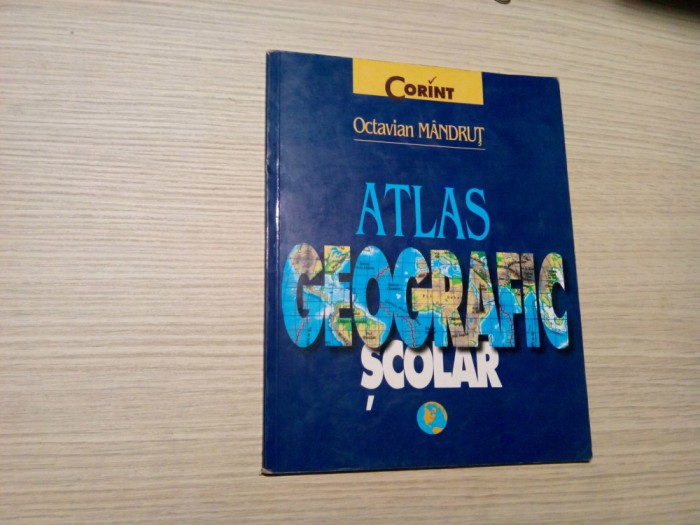 CORINT
Octavian MÂNDRUȚ
ATLAS
GEOGRAFIC
ȘCOLAR